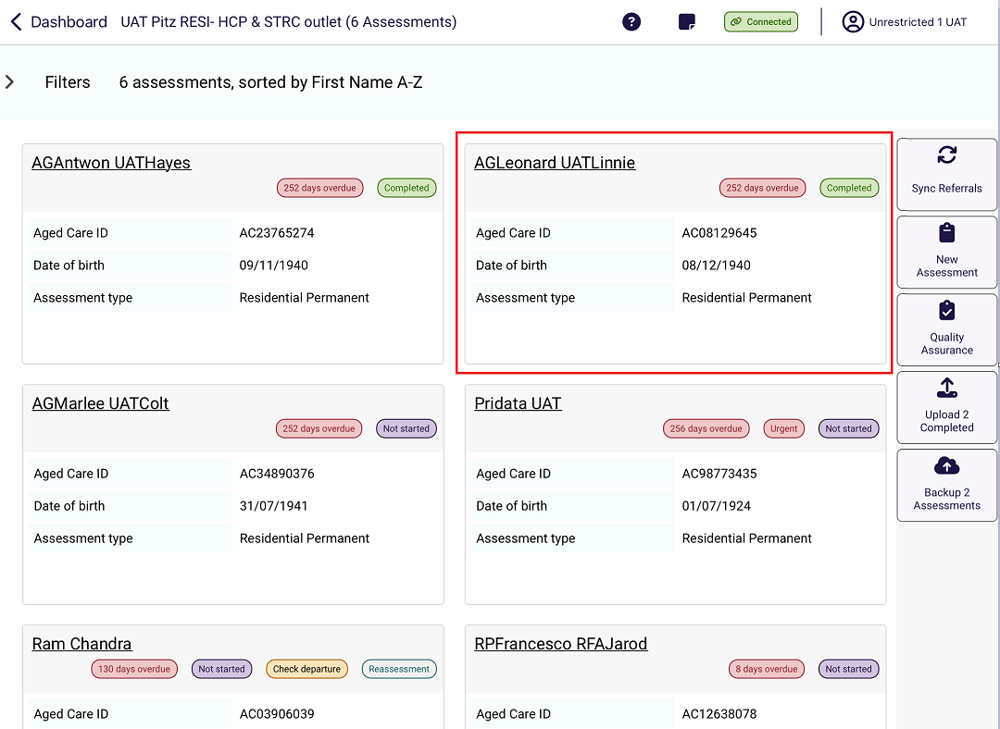 Dashboard UAT Pitz RESI- HCP & STRC outlet (6 Assessments) ? Connected Unrestricted 1 UAT
Filters 6 assessments, sorted by First Name A-Z
AGAntwon UATHayes
252 days overdue Completed
Aged Care ID AC23765274
Date of birth 09/11/1940
Assessment type Residential Permanent
AGLeonard UATLinnie
252 days overdue Completed
Aged Care ID AC08129645
Date of birth 08/12/1940
Assessment type Residential Permanent
AGMarlee UATColt
252 days overdue Not started
Aged Care ID AC34890376
Date of birth 31/07/1941
Assessment type Residential Permanent
Pridata UAT
256 days overdue Urgent Not started
Aged Care ID AC98773435
Date of birth 01/07/1924
Assessment type Residential Permanent
Ram Chandra
130 days overdue Not started Check departure Reassessment
Aged Care ID AC03906039
RPFrancesco RFAJarod
8 days overdue Not started
Aged Care ID AC12638078
Sync Referrals
New
Assessment
Quality
Assurance
Upload 2
Completed
Backup 2
Assessments